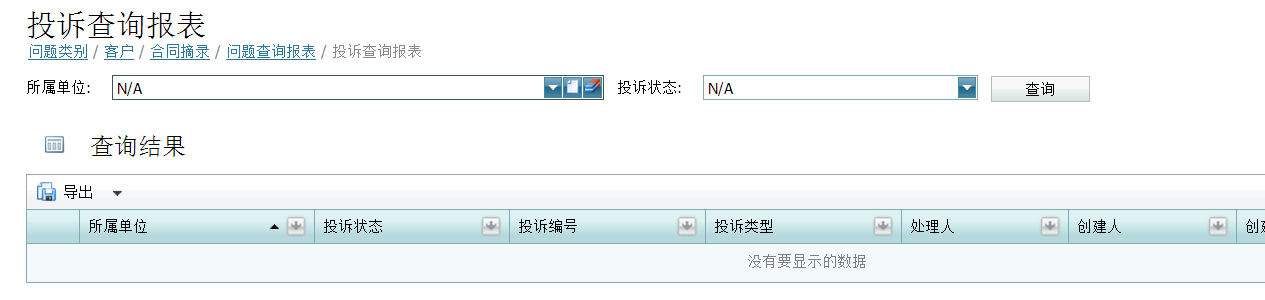 投诉查询报表
问题类别 / 客户 / 合同摘录 / 问题查询报表 / 投诉查询报表
所属单位: N/A 投诉状态: N/A 查询
查询结果
导出
所属单位 投诉状态 投诉编号 投诉类型 处理人 创建人 创
没有要显示的数据